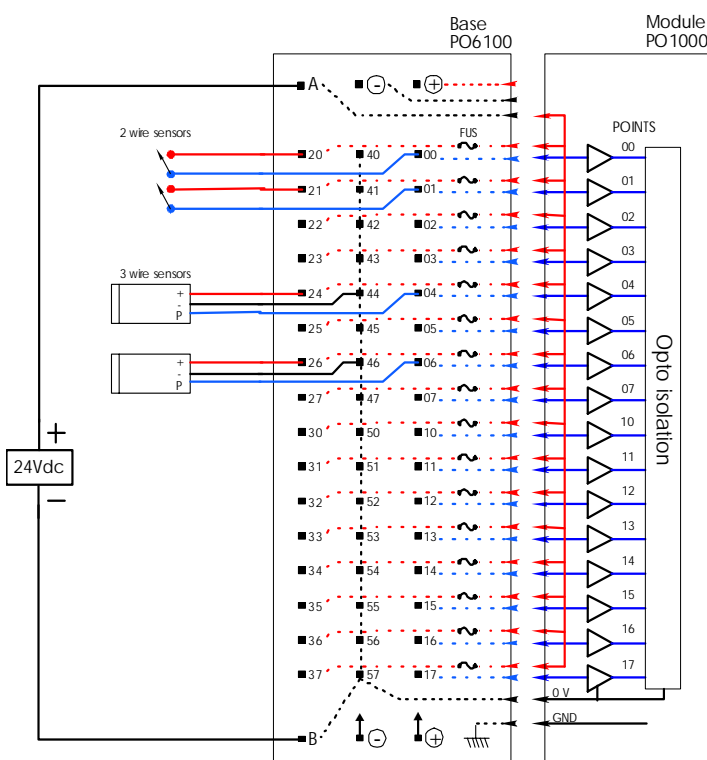 Base
PO6100
Module
PO1000
A - +
2 wire sensors
FUS
POINTS
20 40 00 00
21 41 01 01
22 42 02 02
23 43 03 03
3 wire sensors
24 44 04 04
+
-
P
25 45 05 05
26 46 06 06
+
-
P
27 47 07 07
30 50 10 10
31 51 11 11
32 52 12 12
33 53 13 13
34 54 14 14
35 55 15 15
36 56 16 16
37 57 17 17
Opto isolation
+
24Vdc
−
0 V
GND
B - +